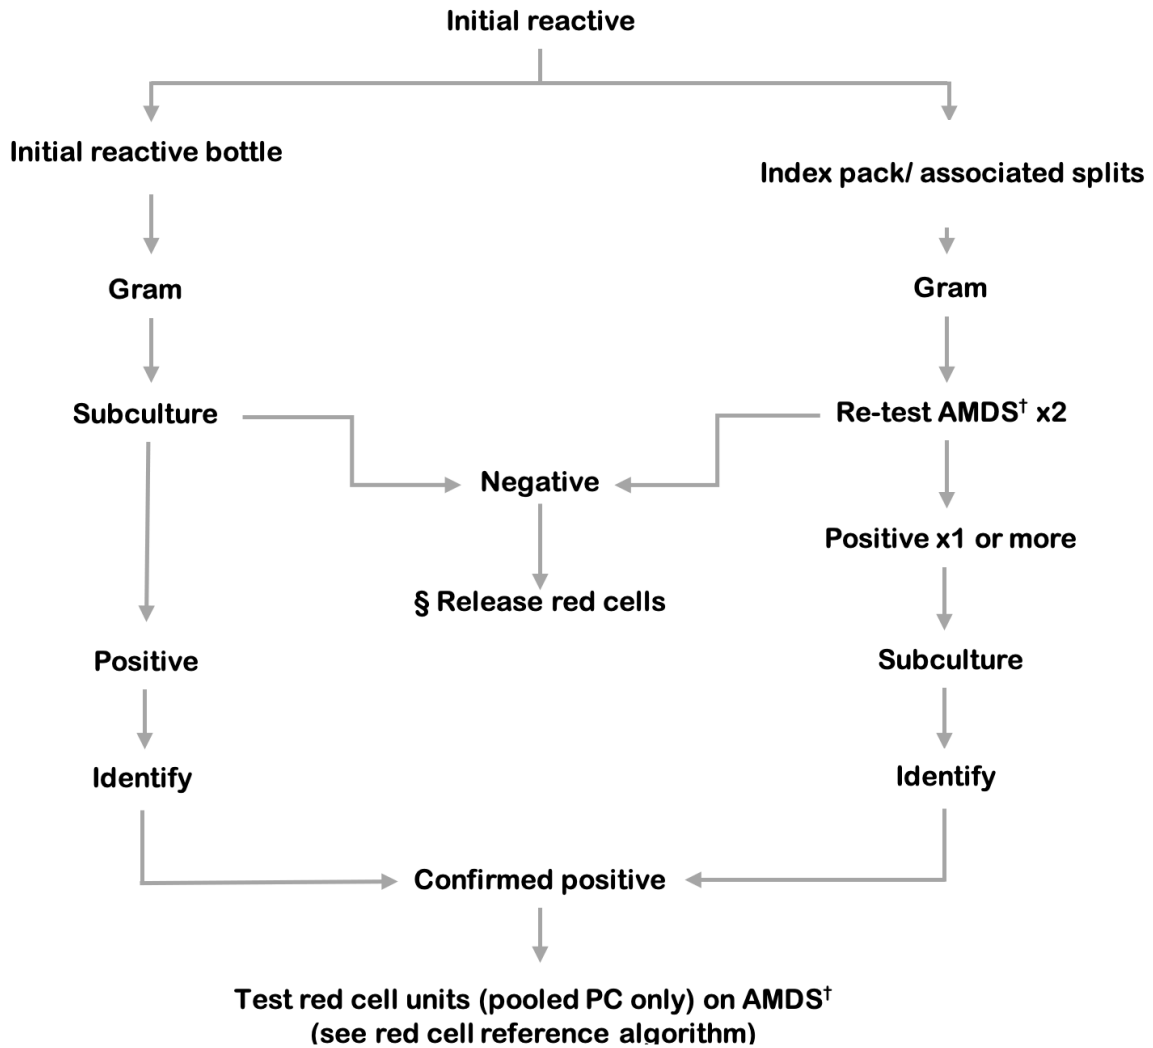 Initial reactive
Initial reactive bottle
Index pack/ associated splits
Gram
Gram
Subculture
Re-test AMDS† x2
Negative
Positive x1 or more
§ Release red cells
Positive
Subculture
Identify
Identify
Confirmed positive
Test red cell units (pooled PC only) on AMDS†
(see red cell reference algorithm)